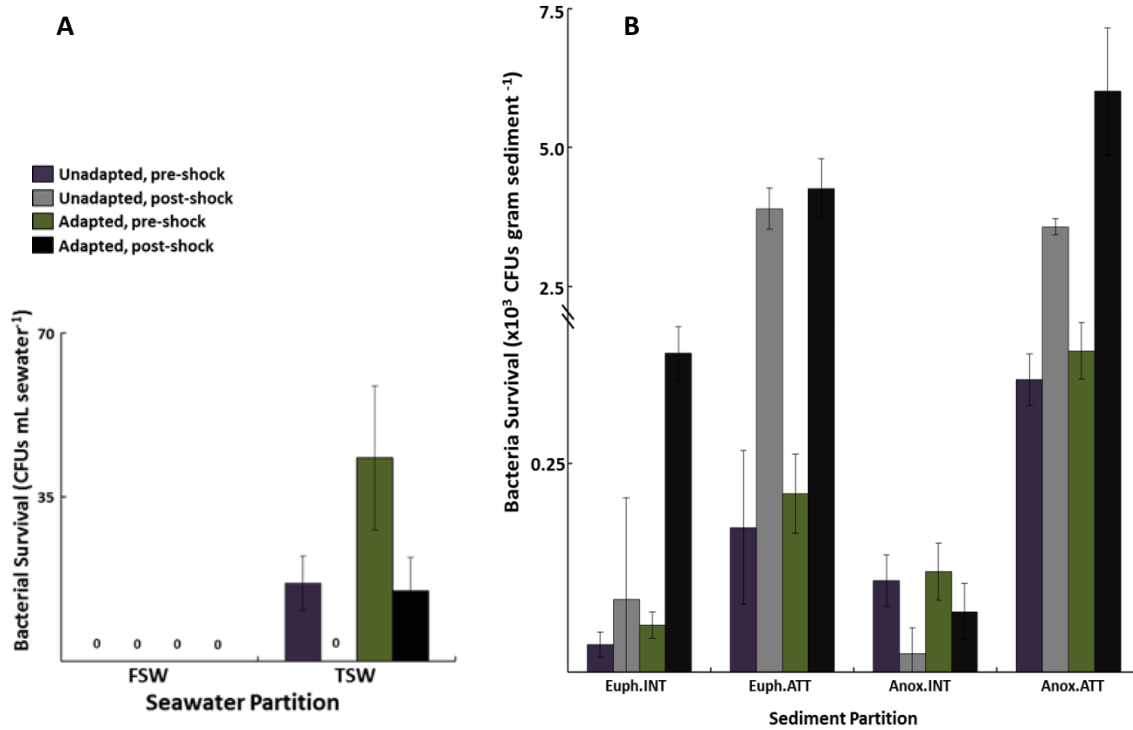 A
Unadapted, pre-shock
Unadapted, post-shock
Adapted, pre-shock
Adapted, post-shock
Bacterial Survival (CFUs mL sewater⁻¹)
70
35
0 0 0 0 0
FSW TSW
Seawater Partition
B
Bacteria Survival (x10³ CFUs gram sediment ⁻¹)
7.5
5.0
2.5
0.25
Euph.INT Euph.ATT Anox.INT Anox.ATT
Sediment Partition